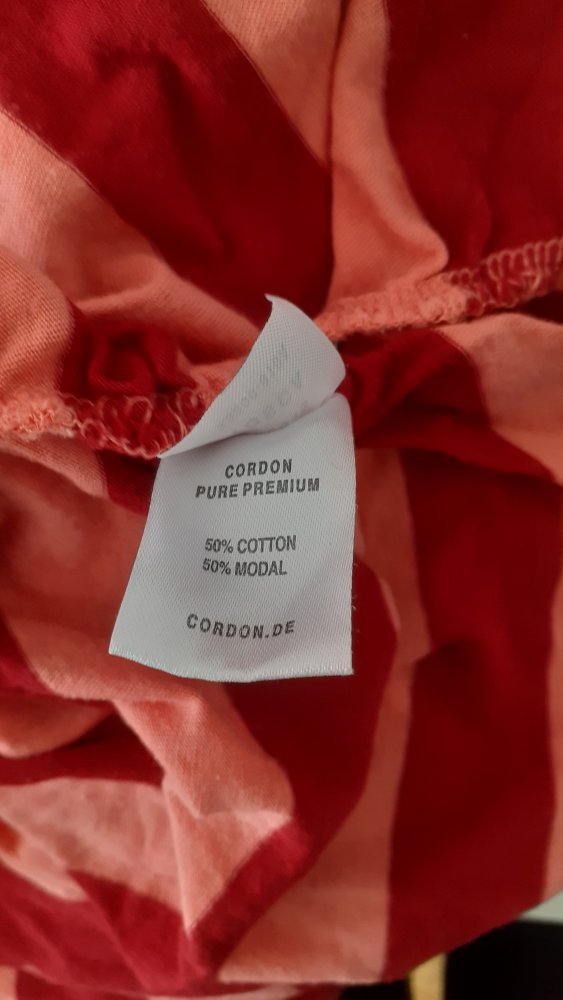 CORDON
PURE PREMIUM
50% COTTON
50% MODAL
CORDON.DE